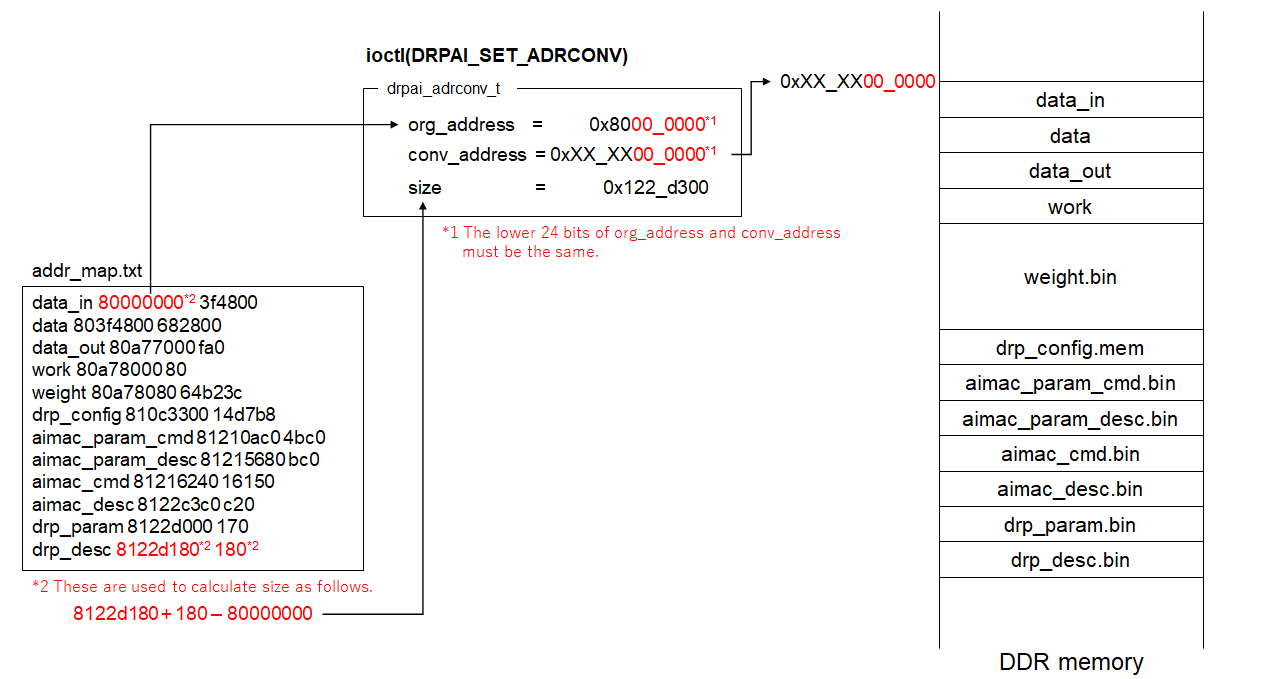 ioctl(DRPAI_SET_ADRCONV)
drpai_adrconv_t
org_address = 0x8000_0000*1
conv_address = 0xXX_XX00_0000*1
size = 0x122_d300
*1 The lower 24 bits of org_address and conv_address
must be the same.
addr_map.txt
data_in 80000000*2 3f4800
data 803f4800 682800
data_out 80a77000 fa0
work 80a78000 80
weight 80a78080 64b23c
drp_config 810c3300 14d7b8
aimac_param_cmd 81210ac0 4bc0
aimac_param_desc 81215680 bc0
aimac_cmd 81216240 16150
aimac_desc 8122c3c0 c20
drp_param 8122d000 170
drp_desc 8122d180*2 180*2
*2 These are used to calculate size as follows.
8122d180 + 180 – 80000000
0xXX_XX00_0000
data_in
data
data_out
work
weight.bin
drp_config.mem
aimac_param_cmd.bin
aimac_param_desc.bin
aimac_cmd.bin
aimac_desc.bin
drp_param.bin
drp_desc.bin
DDR memory